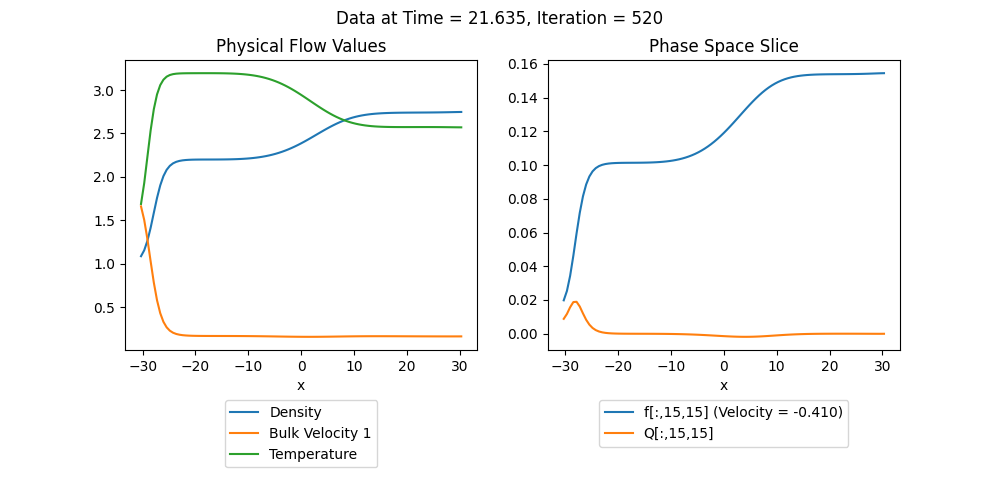 Data at Time = 21.635, Iteration = 520
Physical Flow Values
3.0
2.5
2.0
1.5
1.0
0.5
−30
−20
−10
0
10
20
30
x
Density
Bulk Velocity 1
Temperature
Phase Space Slice
0.16
0.14
0.12
0.10
0.08
0.06
0.04
0.02
0.00
−30
−20
−10
0
10
20
30
x
f[:,15,15] (Velocity = -0.410)
Q[:,15,15]